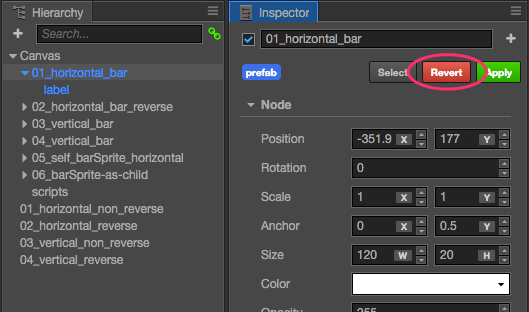 Hierarchy
Search...
Canvas
01_horizontal_bar
label
02_horizontal_bar_reverse
03_vertical_bar
04_vertical_bar
05_self_barSprite_horizontal
06_barSprite-as-child
scripts
01_horizontal_non_reverse
02_horizontal_reverse
03_vertical_non_reverse
04_vertical_reverse
Inspector
01_horizontal_bar
prefab Select Revert Apply
Node
Position -351.9 X 177 Y
Rotation 0
Scale 1 X 1 Y
Anchor 0 X 0.5 Y
Size 120 W 20 H
Color
Opacity 255